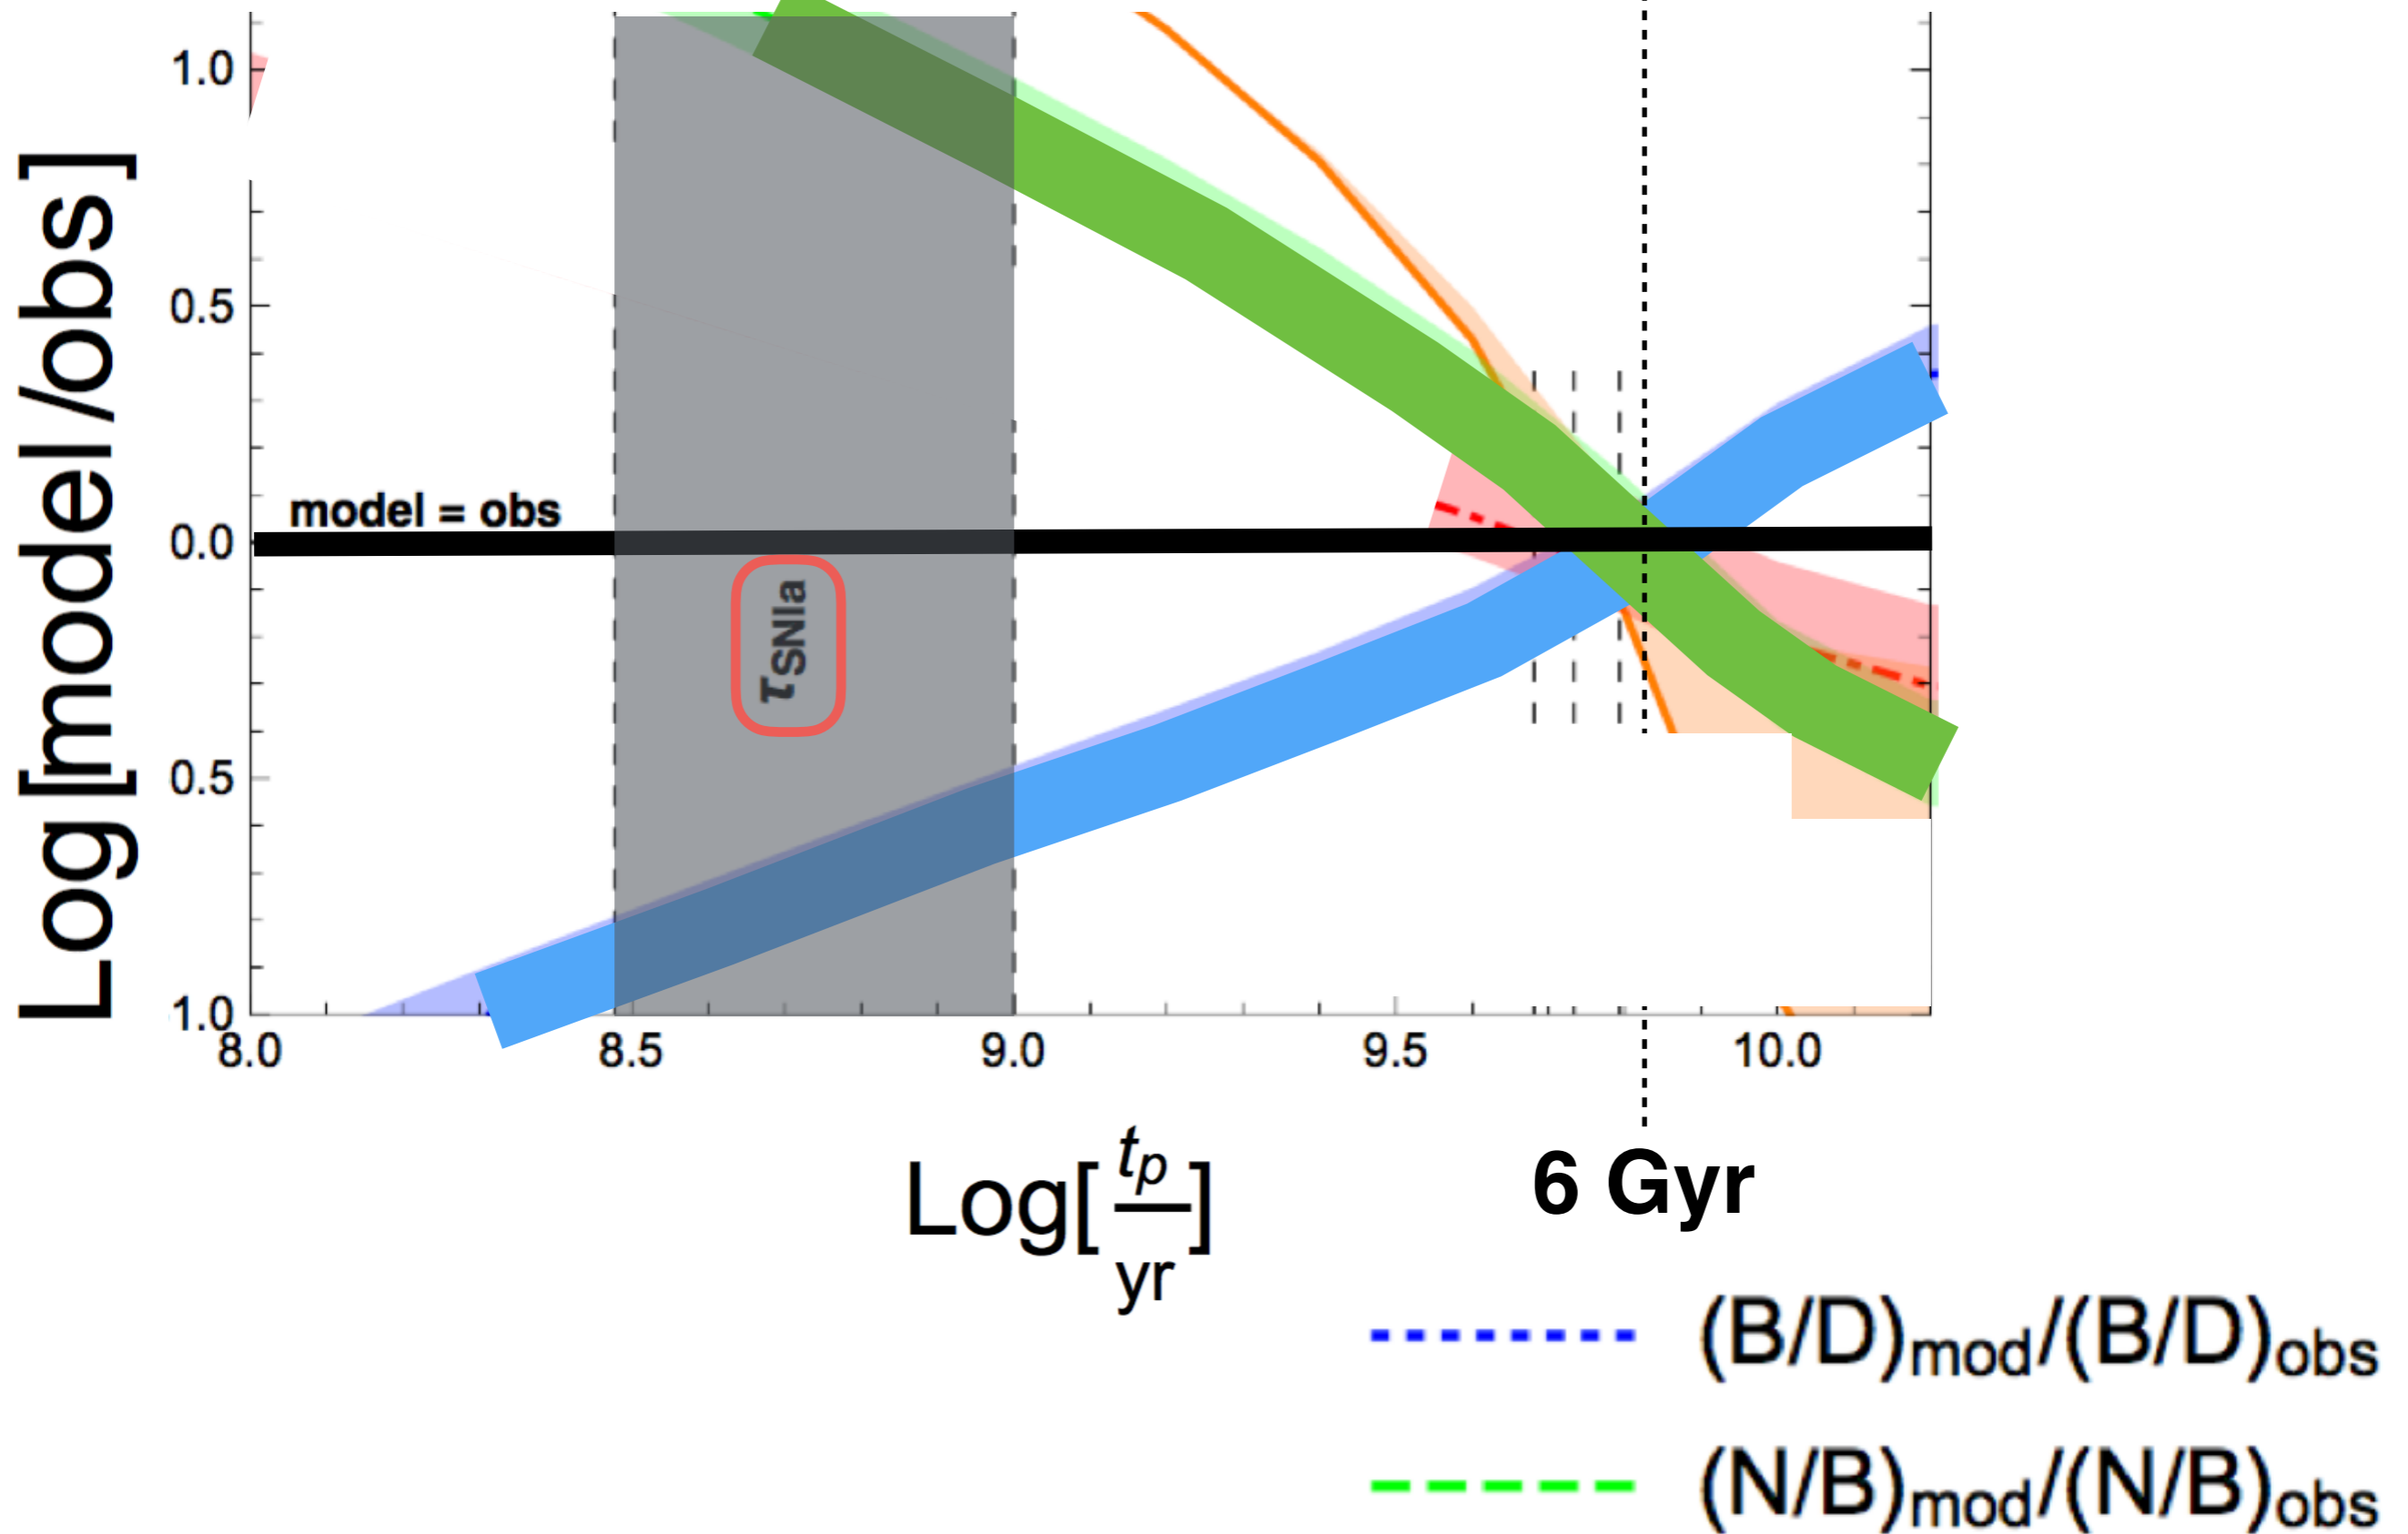 Log[model/obs]
1.0
0.5
0.0
0.5
1.0
model = obs
τSNIa
8.0 8.5 9.0 9.5 10.0
Log[tp/yr]
6 Gyr
(B/D)mod/(B/D)obs
(N/B)mod/(N/B)obs